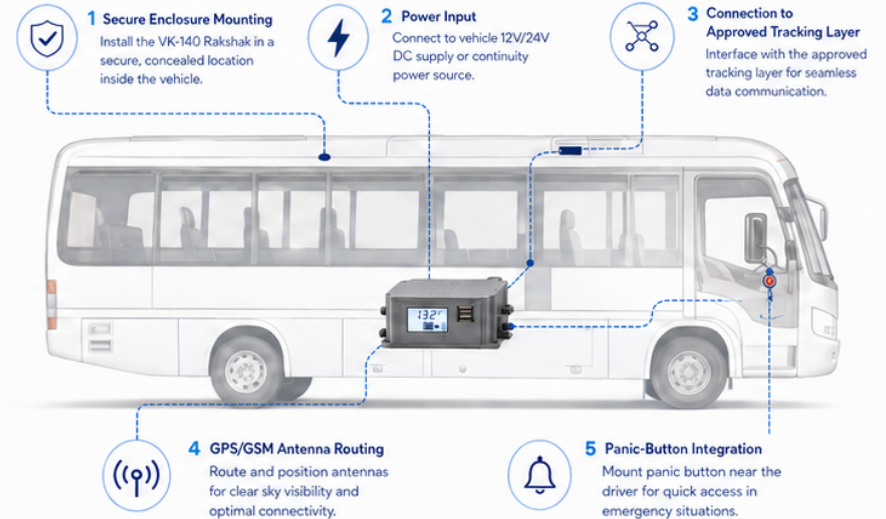 1 Secure Enclosure Mounting
Install the VK-140 Rakshak in a
secure, concealed location
inside the vehicle.
2 Power Input
Connect to vehicle 12V/24V
DC supply or continuity
power source.
3 Connection to
Approved Tracking Layer
Interface with the approved
tracking layer for seamless
data communication.
13.2
4 GPS/GSM Antenna Routing
Route and position antennas
for clear sky visibility and
optimal connectivity.
5 Panic-Button Integration
Mount panic button near the
driver for quick access in
emergency situations.